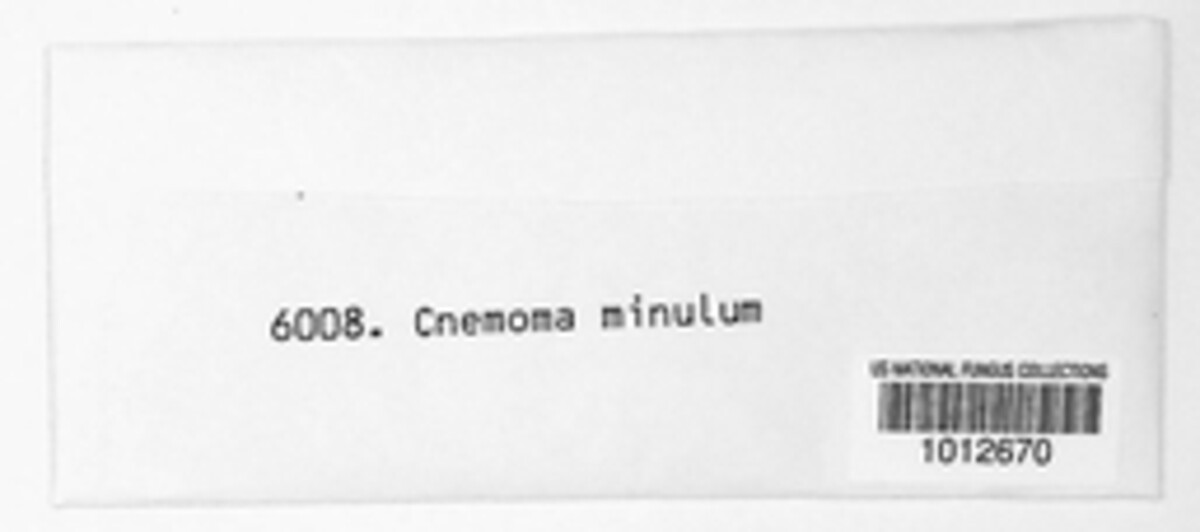 6008. Cnemoma minulum
US NATIONAL FUNGUS COLLECTIONS
1012670